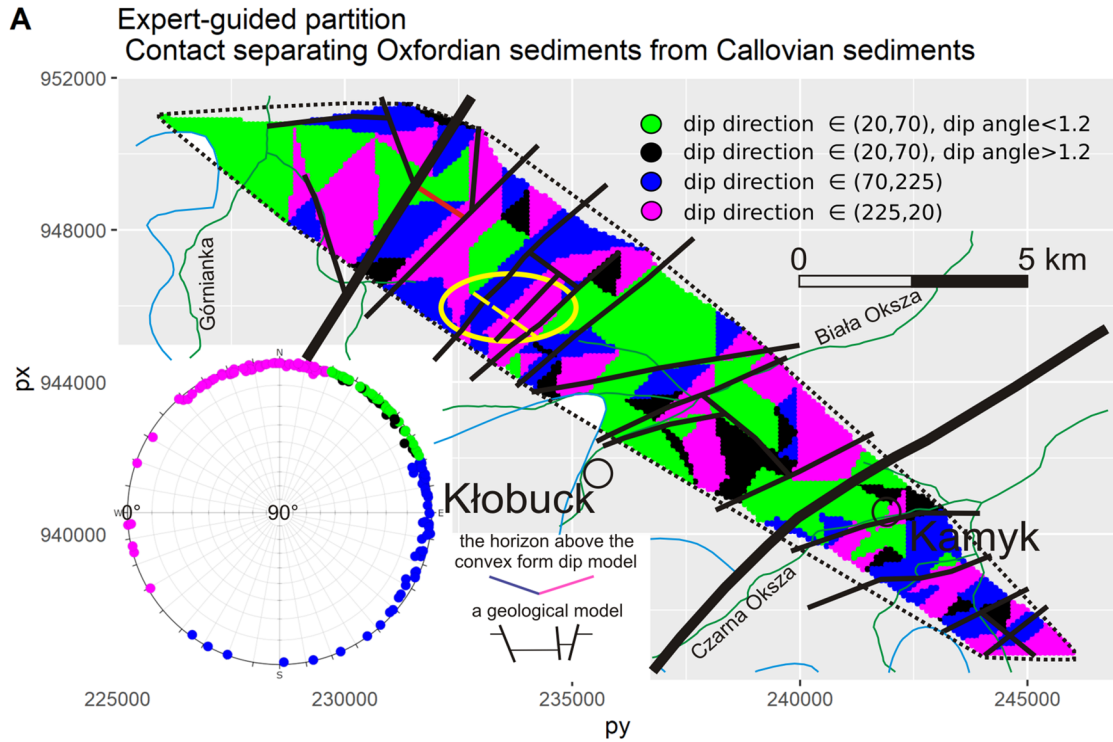 A
Expert-guided partition
Contact separating Oxfordian sediments from Callovian sediments
952000
948000
944000
940000
px
dip direction ∈ (20,70), dip angle<1.2
dip direction ∈ (20,70), dip angle>1.2
dip direction ∈ (70,225)
dip direction ∈ (225,20)
0
5 km
Górnianka
Biała Oksza
N
W
0°
90°
E
S
Kłobuck
Kamyk
the horizon above the
convex form dip model
a geological model
Czarna Oksza
225000
230000
235000
240000
245000
py